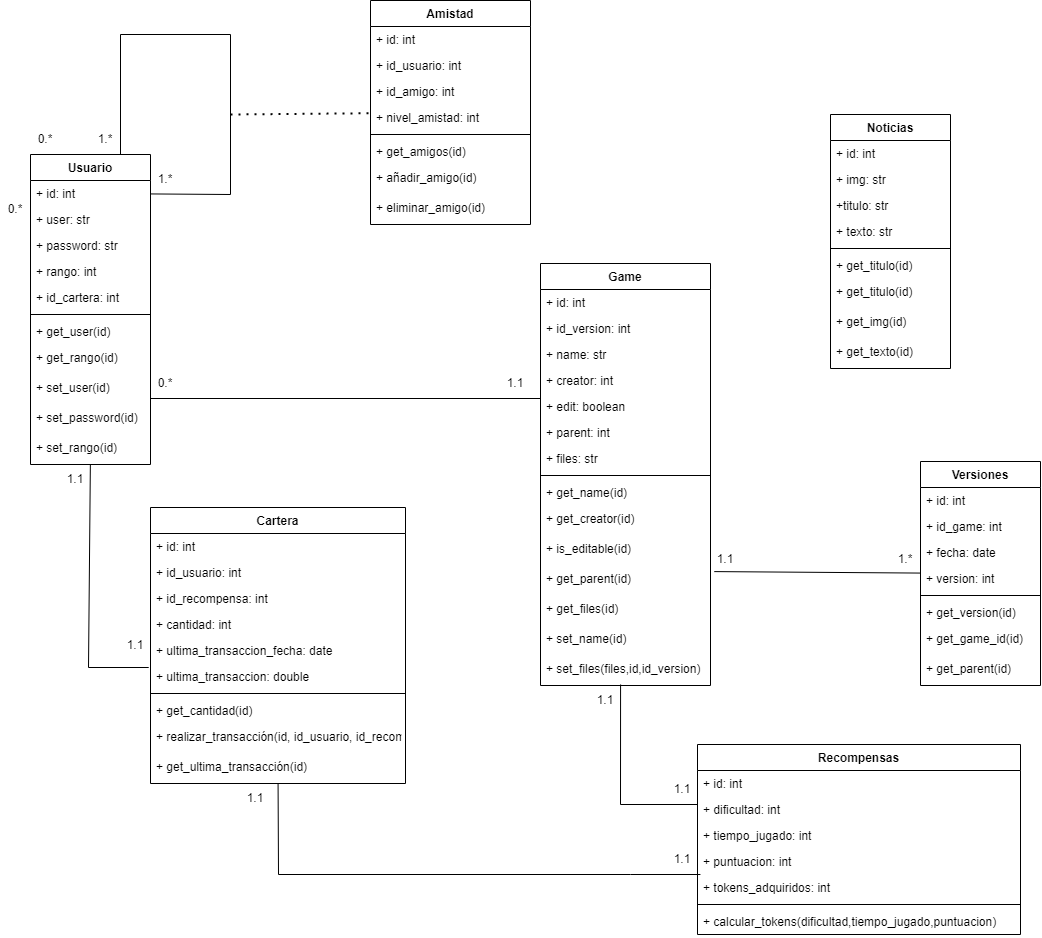 Amistad
+ id: int
+ id_usuario: int
+ id_amigo: int
+ nivel_amistad: int
+ get_amigos(id)
+ añadir_amigo(id)
+ eliminar_amigo(id)
0.*
1.*
1.*
0.*
Usuario
+ id: int
+ user: str
+ password: str
+ rango: int
+ id_cartera: int
+ get_user(id)
+ get_rango(id)
+ set_user(id)
+ set_password(id)
+ set_rango(id)
Noticias
+ id: int
+ img: str
+titulo: str
+ texto: str
+ get_titulo(id)
+ get_titulo(id)
+ get_img(id)
+ get_texto(id)
0.*
1.1
Game
+ id: int
+ id_version: int
+ name: str
+ creator: int
+ edit: boolean
+ parent: int
+ files: str
+ get_name(id)
+ get_creator(id)
+ is_editable(id)
+ get_parent(id)
+ get_files(id)
+ set_name(id)
+ set_files(files,id,id_version)
1.1
1.*
Versiones
+ id: int
+ id_game: int
+ fecha: date
+ version: int
+ get_version(id)
+ get_game_id(id)
+ get_parent(id)
1.1
1.1
Cartera
+ id: int
+ id_usuario: int
+ id_recompensa: int
+ cantidad: int
+ ultima_transaccion_fecha: date
+ ultima_transaccion: double
+ get_cantidad(id)
+ realizar_transacción(id, id_usuario, id_recon
+ get_ultima_transacción(id)
1.1
1.1
1.1
1.1
Recompensas
+ id: int
+ dificultad: int
+ tiempo_jugado: int
+ puntuacion: int
+ tokens_adquiridos: int
+ calcular_tokens(dificultad,tiempo_jugado,puntuacion)